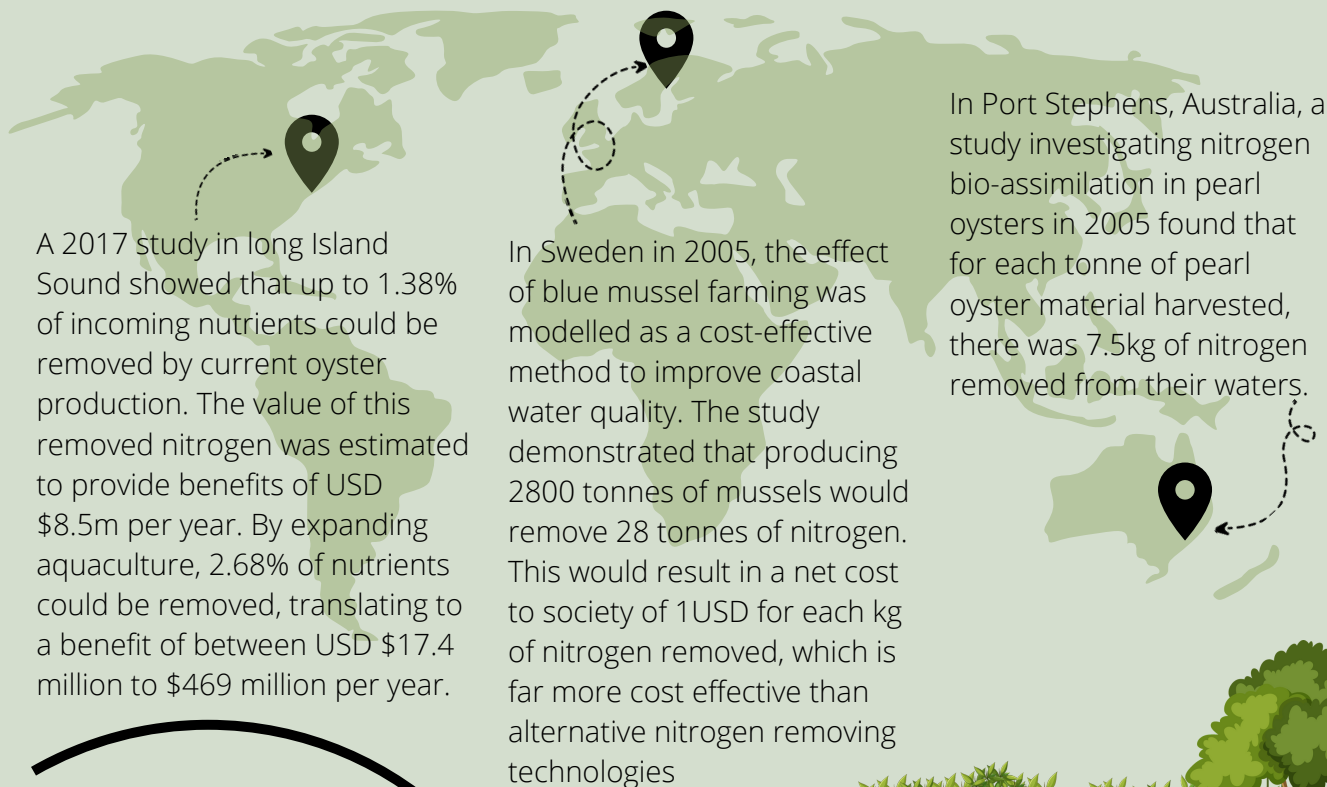 A 2017 study in long Island
Sound showed that up to 1.38%
of incoming nutrients could be
removed by current oyster
production. The value of this
removed nitrogen was estimated
to provide benefits of USD
$8.5m per year. By expanding
aquaculture, 2.68% of nutrients
could be removed, translating to
a benefit of between USD $17.4
million to $469 million per year.
In Sweden in 2005, the effect
of blue mussel farming was
modelled as a cost-effective
method to improve coastal
water quality. The study
demonstrated that producing
2800 tonnes of mussels would
remove 28 tonnes of nitrogen.
This would result in a net cost
to society of 1USD for each kg
of nitrogen removed, which is
far more cost effective than
alternative nitrogen removing
technologies
In Port Stephens, Australia, a
study investigating nitrogen
bio-assimilation in pearl
oysters in 2005 found that
for each tonne of pearl
oyster material harvested,
there was 7.5kg of nitrogen
removed from their waters.